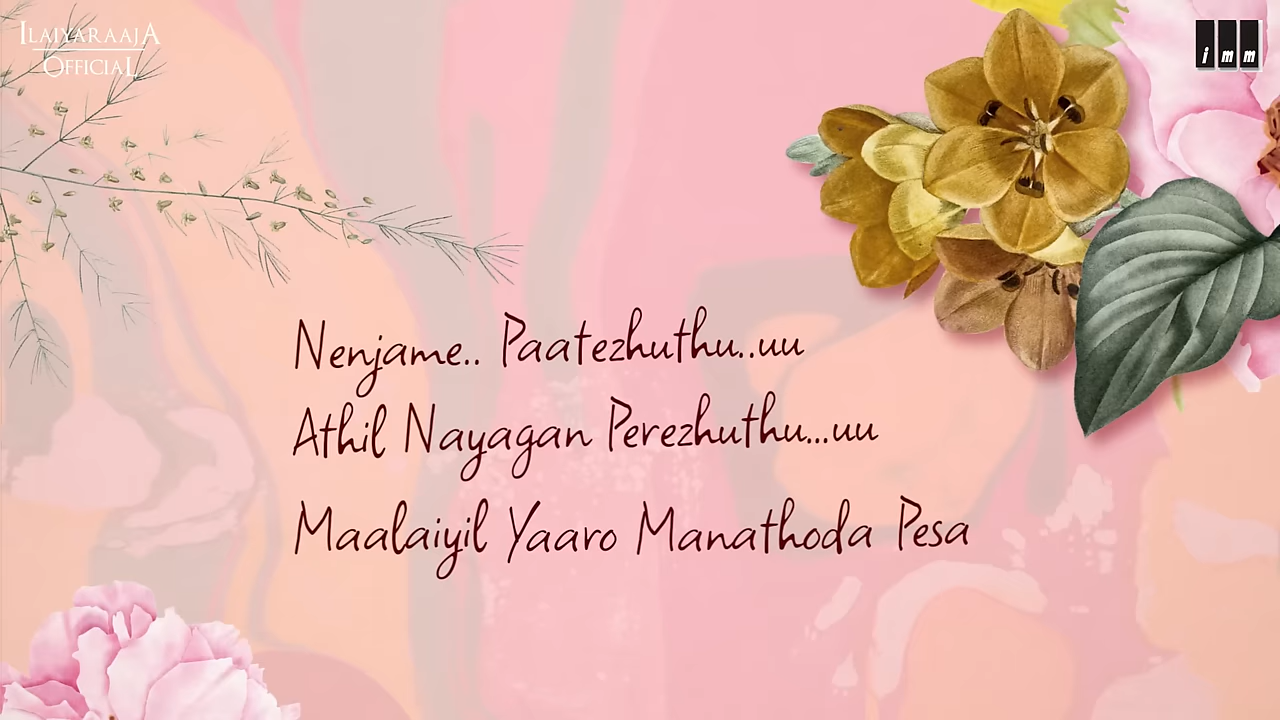 ILAIYARAAJA
OFFICIAL
imm
Nenjame.. Paatezhuthu..uu
Athil Nayagan Perezhuthu...uu
Maalaiyil Yaaro Manathoda Pesa